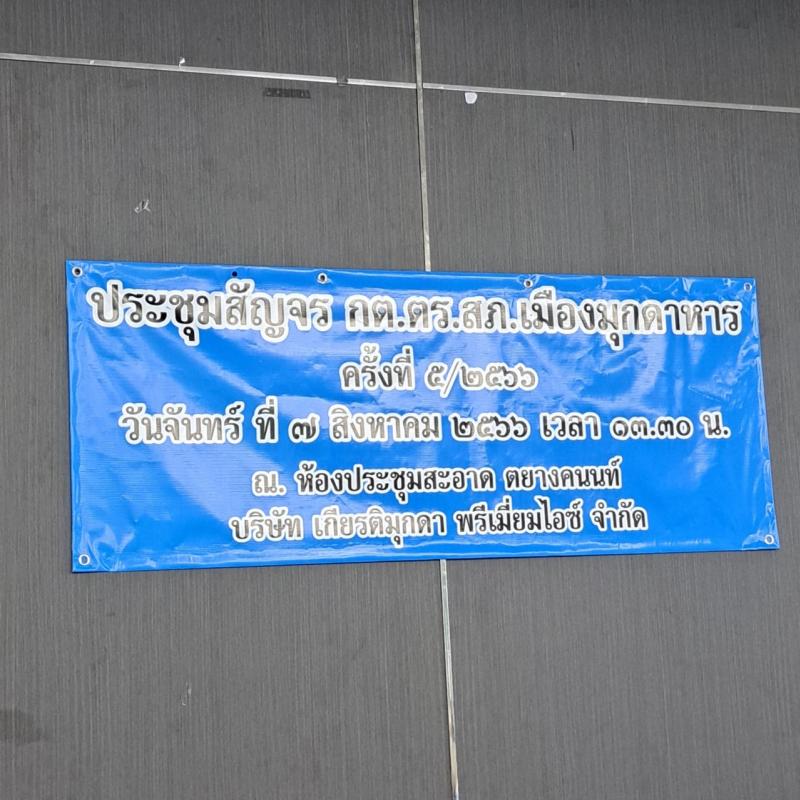 ประชุมสัญจร กต.ตร.สภ.เมืองมุกดาหาร
ครั้งที่ ๕/๒๕๖๖
วันจันทร์ ที่ ๗ สิงหาคม ๒๕๖๖ เวลา ๑๓.๓๐ น.
ณ. ห้องประชุมสะอาด ตยางคนนท์
บริษัท เกียรติมุกดา พรีเมี่ยมไอซ์ จำกัด